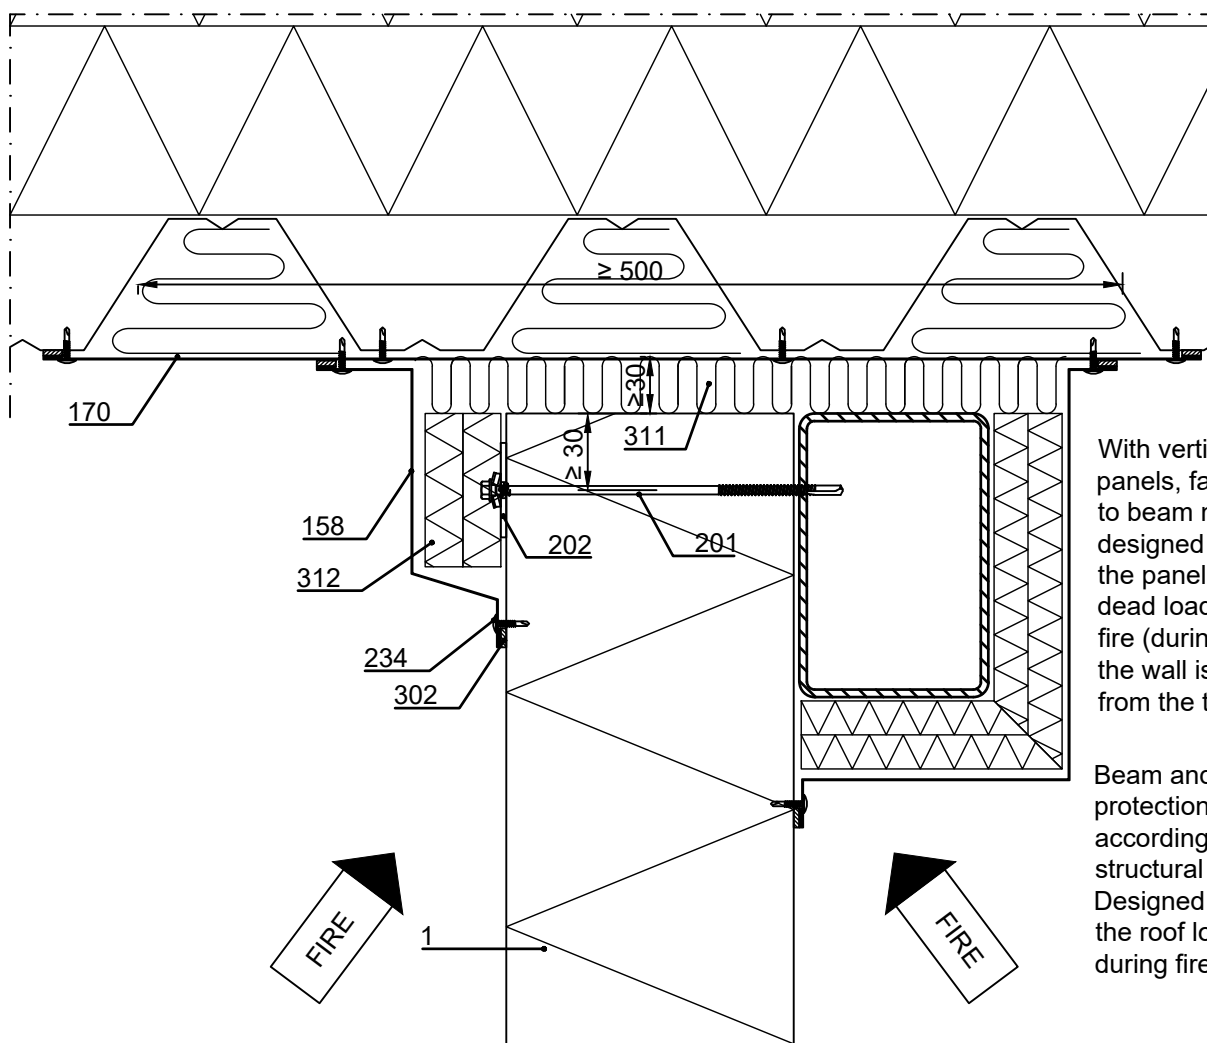 ≥ 500
≥30
≥ 30
170
311
158
202
201
312
234
302
1
FIRE
FIRE
With verti
panels, fa
to beam
designed
the panel
dead load
fire (durin
the wall is
from the t
Beam and
protection
according
structural
Designed
the roof lo
during fire